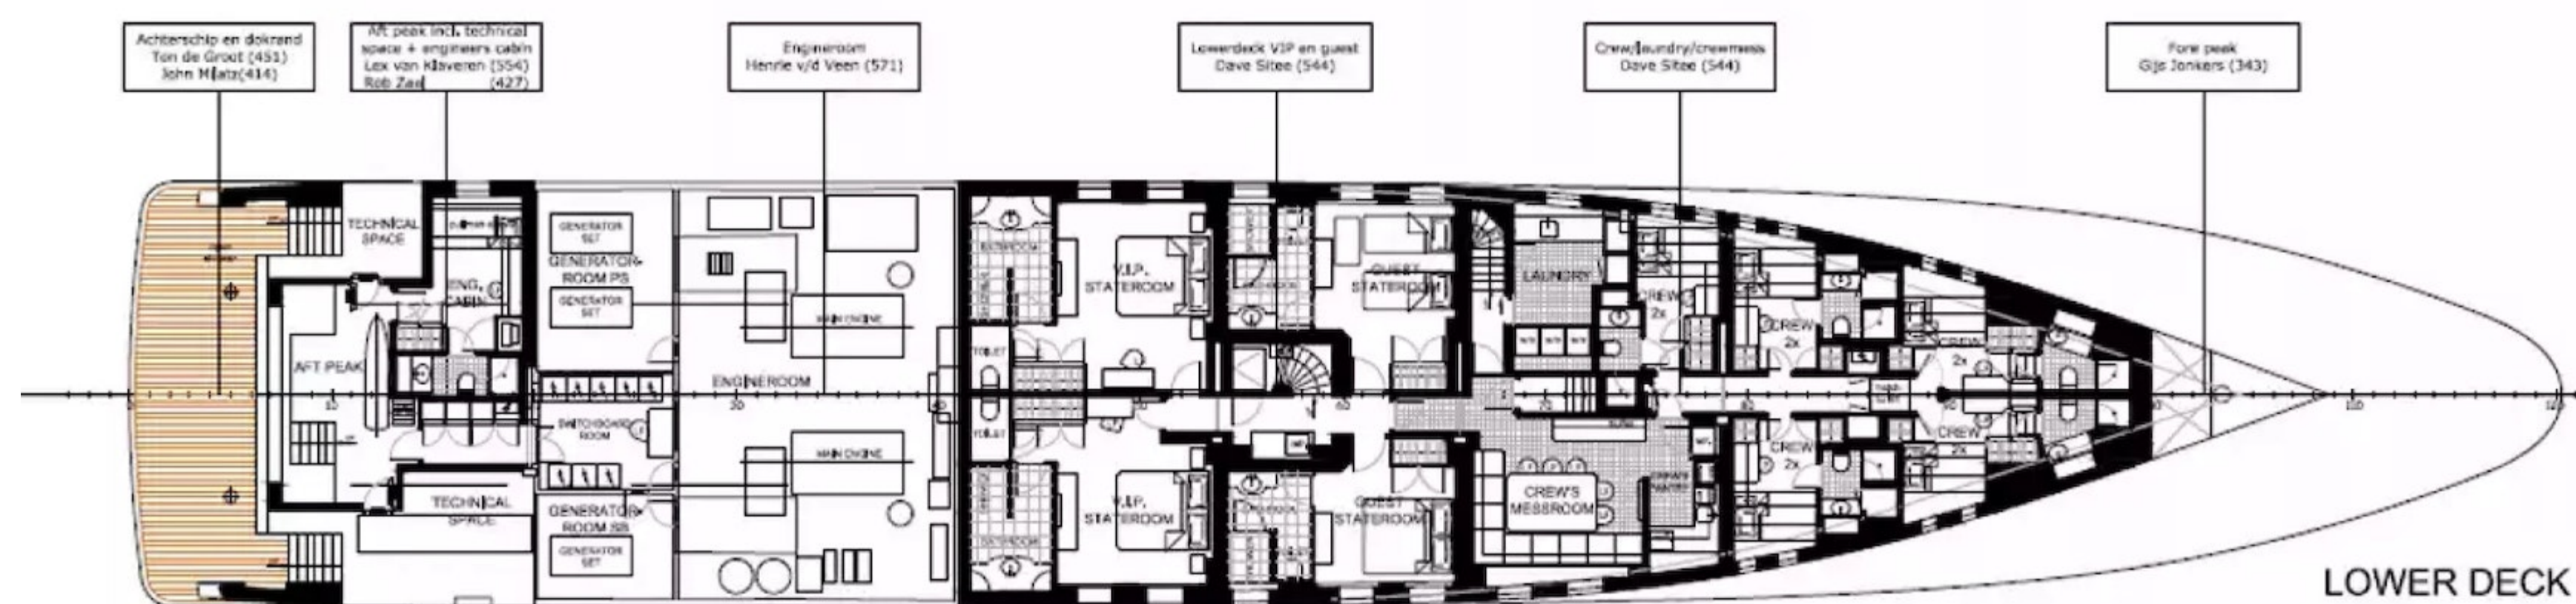 Achterschip en dokrand
Ton de Groot (451)
John Milatz(414)
Aft peak incl. technical
space + engineers cabin
Lex van Klaveren (554)
Rob Zaal (427)
Engineroom
Henrie v/d Veen (571)
Lowerdeck VIP en guest
Dave Sitee (544)
Crew/laundry/crewmess
Dave Sitee (544)
Fore peak
Gijs Jonkers (343)
TECHNICAL
SPACE
ENG.
CABIN
AFT PEAK
TECHNICAL
SPACE
GENERATOR
SET
GENERATOR-
ROOM PS
GENERATOR
SET
SWITCHBOARD
ROOM
GENERATOR-
ROOM SB
GENERATOR
SET
MAIN ENGINE
ENGINEROOM
MAIN ENGINE
BATHROOM
TOILET
TOILET
BATHROOM
V.I.P.
STATEROOM
V.I.P.
STATEROOM
GUEST
STATEROOM
GUEST
STATEROOM
LAUNDRY
CREW
2x
CREW'S
MESSROOM
CREW
2x
CREW
2x
CREW
2x
CREW
2x
10
LOWER DECK